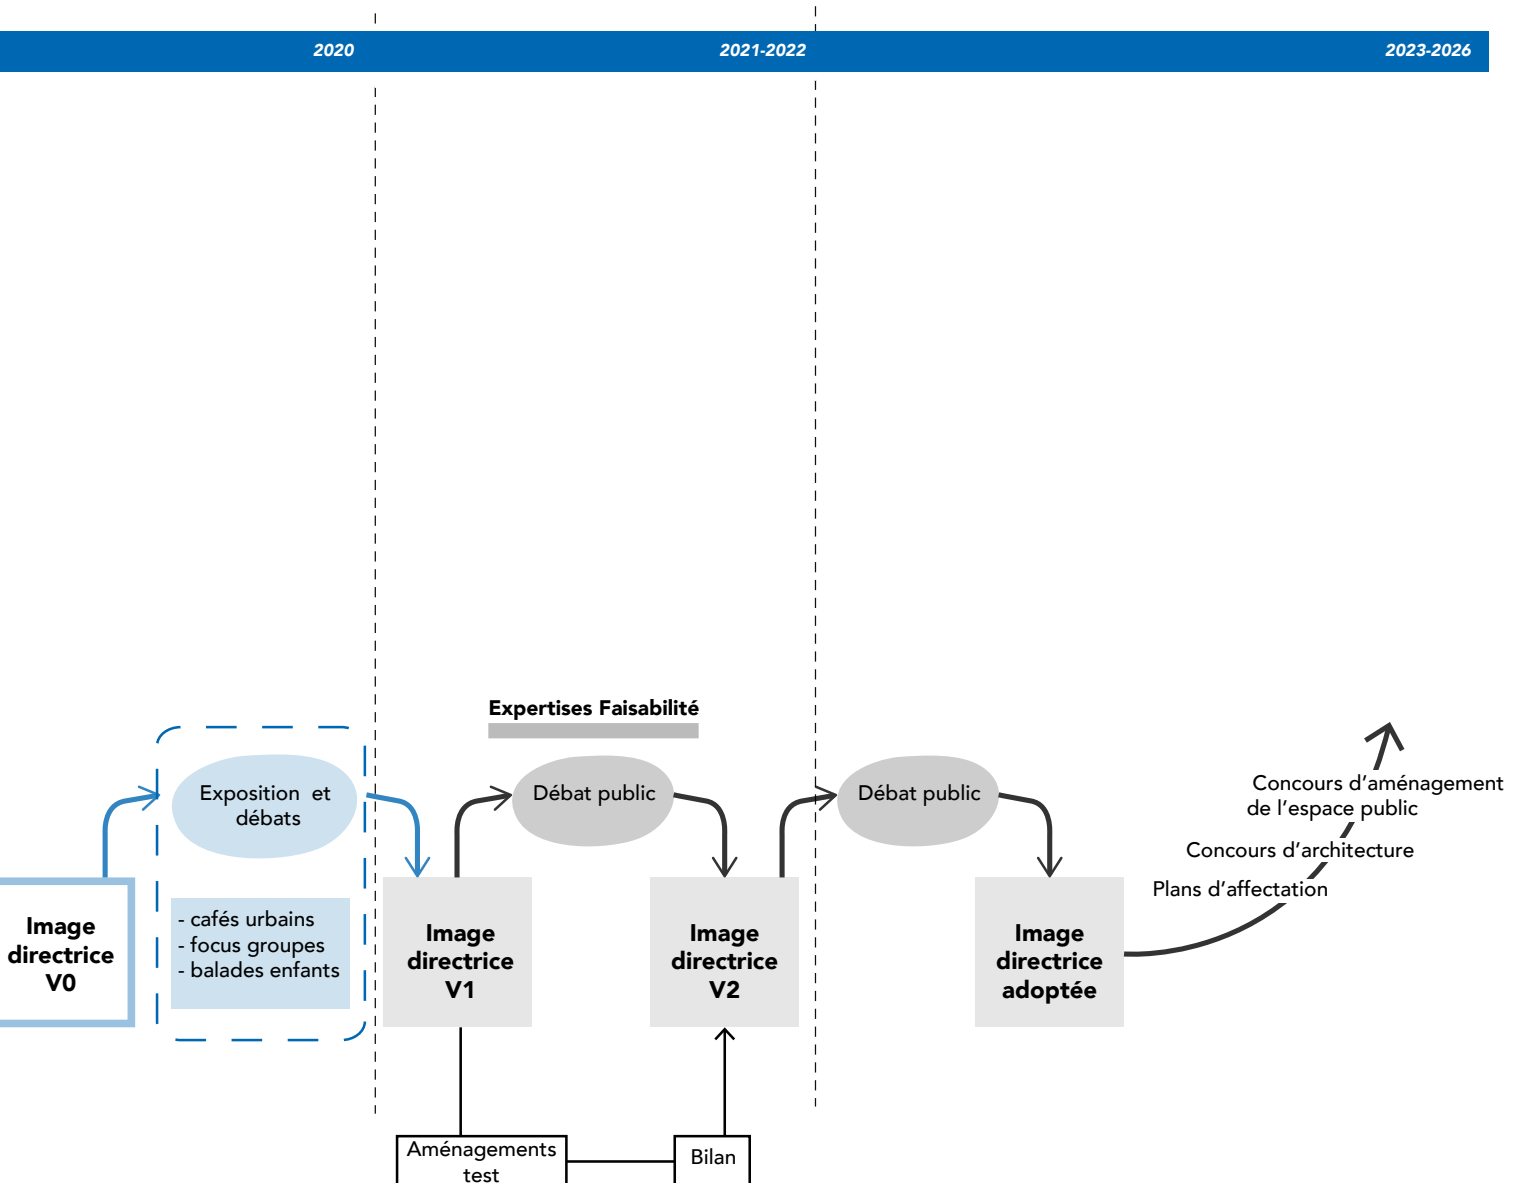 2020
2021-2022
2023-2026
Expertises Faisabilité
Exposition et
débats
Débat public
Débat public
Concours d’aménagement
de l’espace public
Concours d’architecture
Plans d’affectation
Image
directrice
V0
- cafés urbains
- focus groupes
- balades enfants
Image
directrice
V1
Image
directrice
V2
Image
directrice
adoptée
Aménagements
test
Bilan